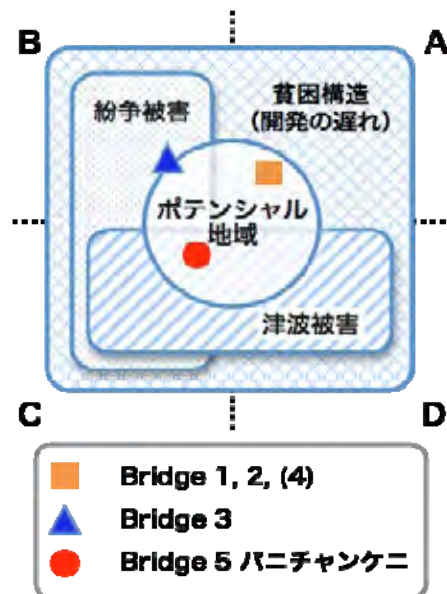 B
A
紛争被害
貧困構造
(開発の遅れ)
ポテンシャル
地域
津波被害
C
D
Bridge 1, 2, (4)
Bridge 3
Bridge 5 パニチャンケニ